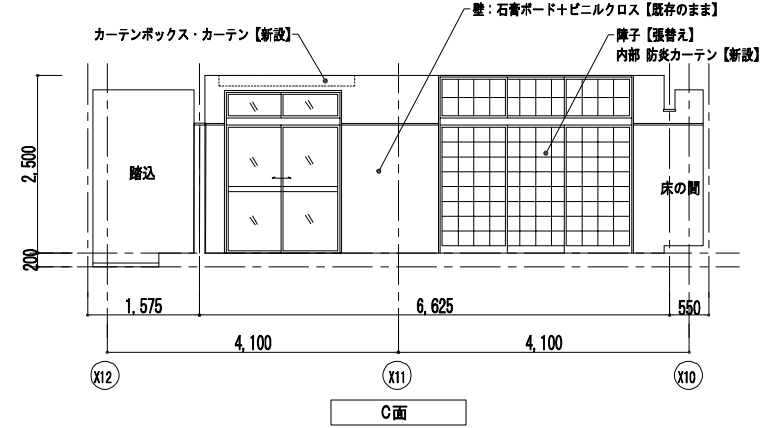 壁：石膏ボード＋ビニルクロス【既存のまま】
カーテンボックス・カーテン【新設】
障子【張替え】
内部 防炎カーテン【新設】
2,500
踏込
床の間
200
1,575
6,625
550
4,100
4,100
X12
X11
X10
C面